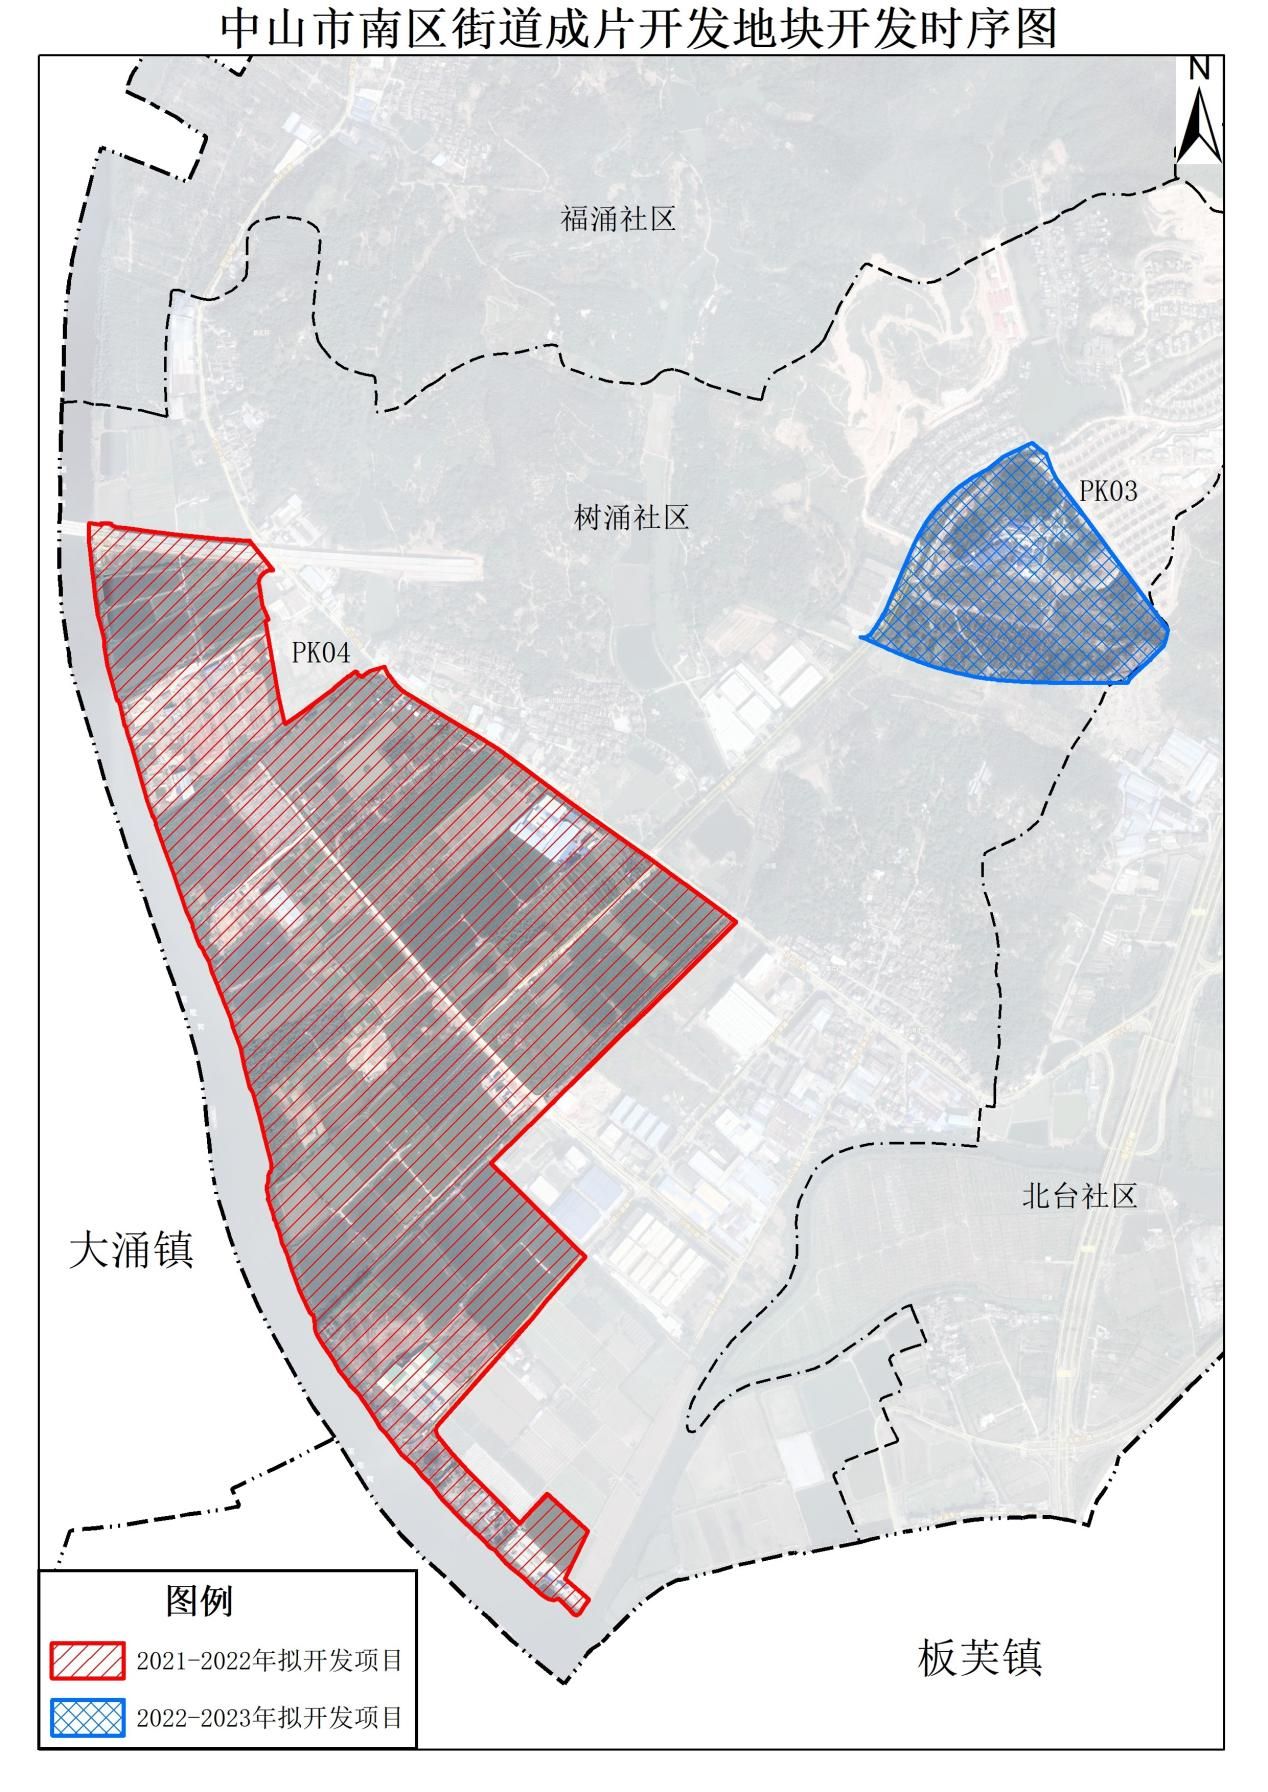 中山市南区街道成片开发地块开发时序图
N
福涌社区
PK03
树涌社区
PK04
北台社区
大涌镇
板芙镇
图例
2021-2022年拟开发项目
2022-2023年拟开发项目